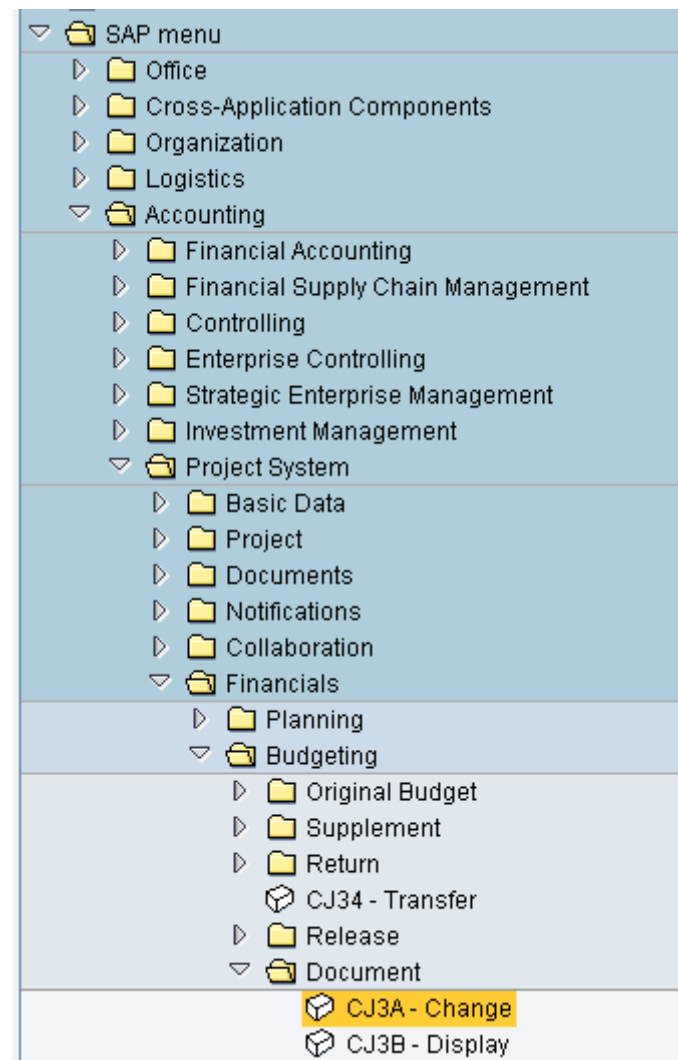 SAP menu
Office
Cross-Application Components
Organization
Logistics
Accounting
Financial Accounting
Financial Supply Chain Management
Controlling
Enterprise Controlling
Strategic Enterprise Management
Investment Management
Project System
Basic Data
Project
Documents
Notifications
Collaboration
Financials
Planning
Budgeting
Original Budget
Supplement
Return
CJ34 - Transfer
Release
Document
CJ3A - Change
CJ3B - Display